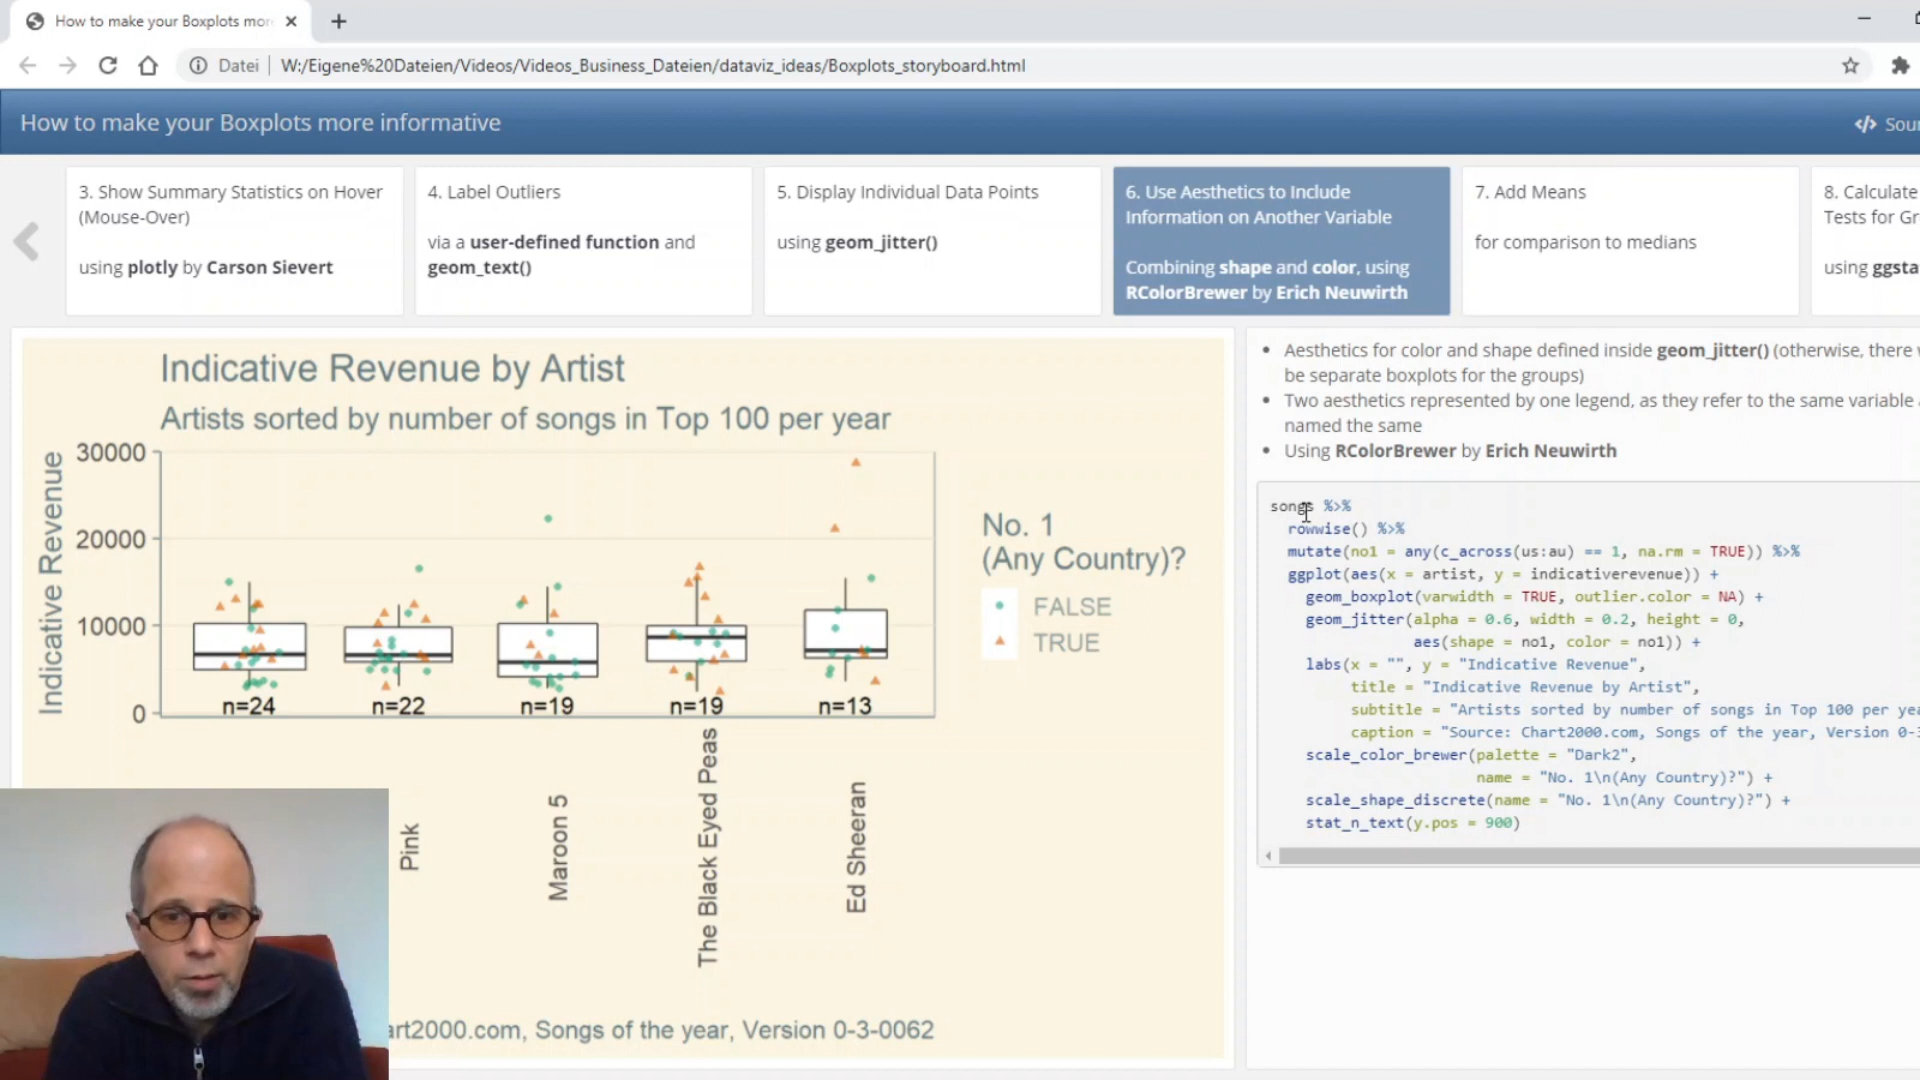 How to make your Boxplots mor
Datei
W:/Eigene%20Dateien/Videos/Videos_Business_Dateien/dataviz_ideas/Boxplots_storyboard.html
How to make your Boxplots more informative
</> Sour
3. Show Summary Statistics on Hover
(Mouse-Over)
using plotly by Carson Sievert
4. Label Outliers
via a user-defined function and
geom_text()
5. Display Individual Data Points
using geom_jitter()
6. Use Aesthetics to Include
Information on Another Variable
Combining shape and color, using
RColorBrewer by Erich Neuwirth
7. Add Means
for comparison to medians
8. Calculate
Tests for Gr
using ggsta
Indicative Revenue by Artist
Artists sorted by number of songs in Top 100 per year
Indicative Revenue
30000
20000
10000
0
n=24
n=22
n=19
n=19
n=13
Pink
Maroon 5
The Black Eyed Peas
Ed Sheeran
No. 1
(Any Country)?
FALSE
TRUE
art2000.com, Songs of the year, Version 0-3-0062
• Aesthetics for color and shape defined inside geom_jitter() (otherwise, there w
be separate boxplots for the groups)
• Two aesthetics represented by one legend, as they refer to the same variable a
named the same
• Using RColorBrewer by Erich Neuwirth
songs %>%
rowwise() %>%
mutate(no1 = any(c_across(us:au) == 1, na.rm = TRUE)) %>%
ggplot(aes(x = artist, y = indicativerevenue)) +
geom_boxplot(varwidth = TRUE, outlier.color = NA) +
geom_jitter(alpha = 0.6, width = 0.2, height = 0,
aes(shape = no1, color = no1)) +
labs(x = "", y = "Indicative Revenue",
title = "Indicative Revenue by Artist",
subtitle = "Artists sorted by number of songs in Top 100 per yea
caption = "Source: Chart2000.com, Songs of the year, Version 0-3
scale_color_brewer(palette = "Dark2",
name = "No. 1\n(Any Country)?") +
scale_shape_discrete(name = "No. 1\n(Any Country)?") +
stat_n_text(y.pos = 900)